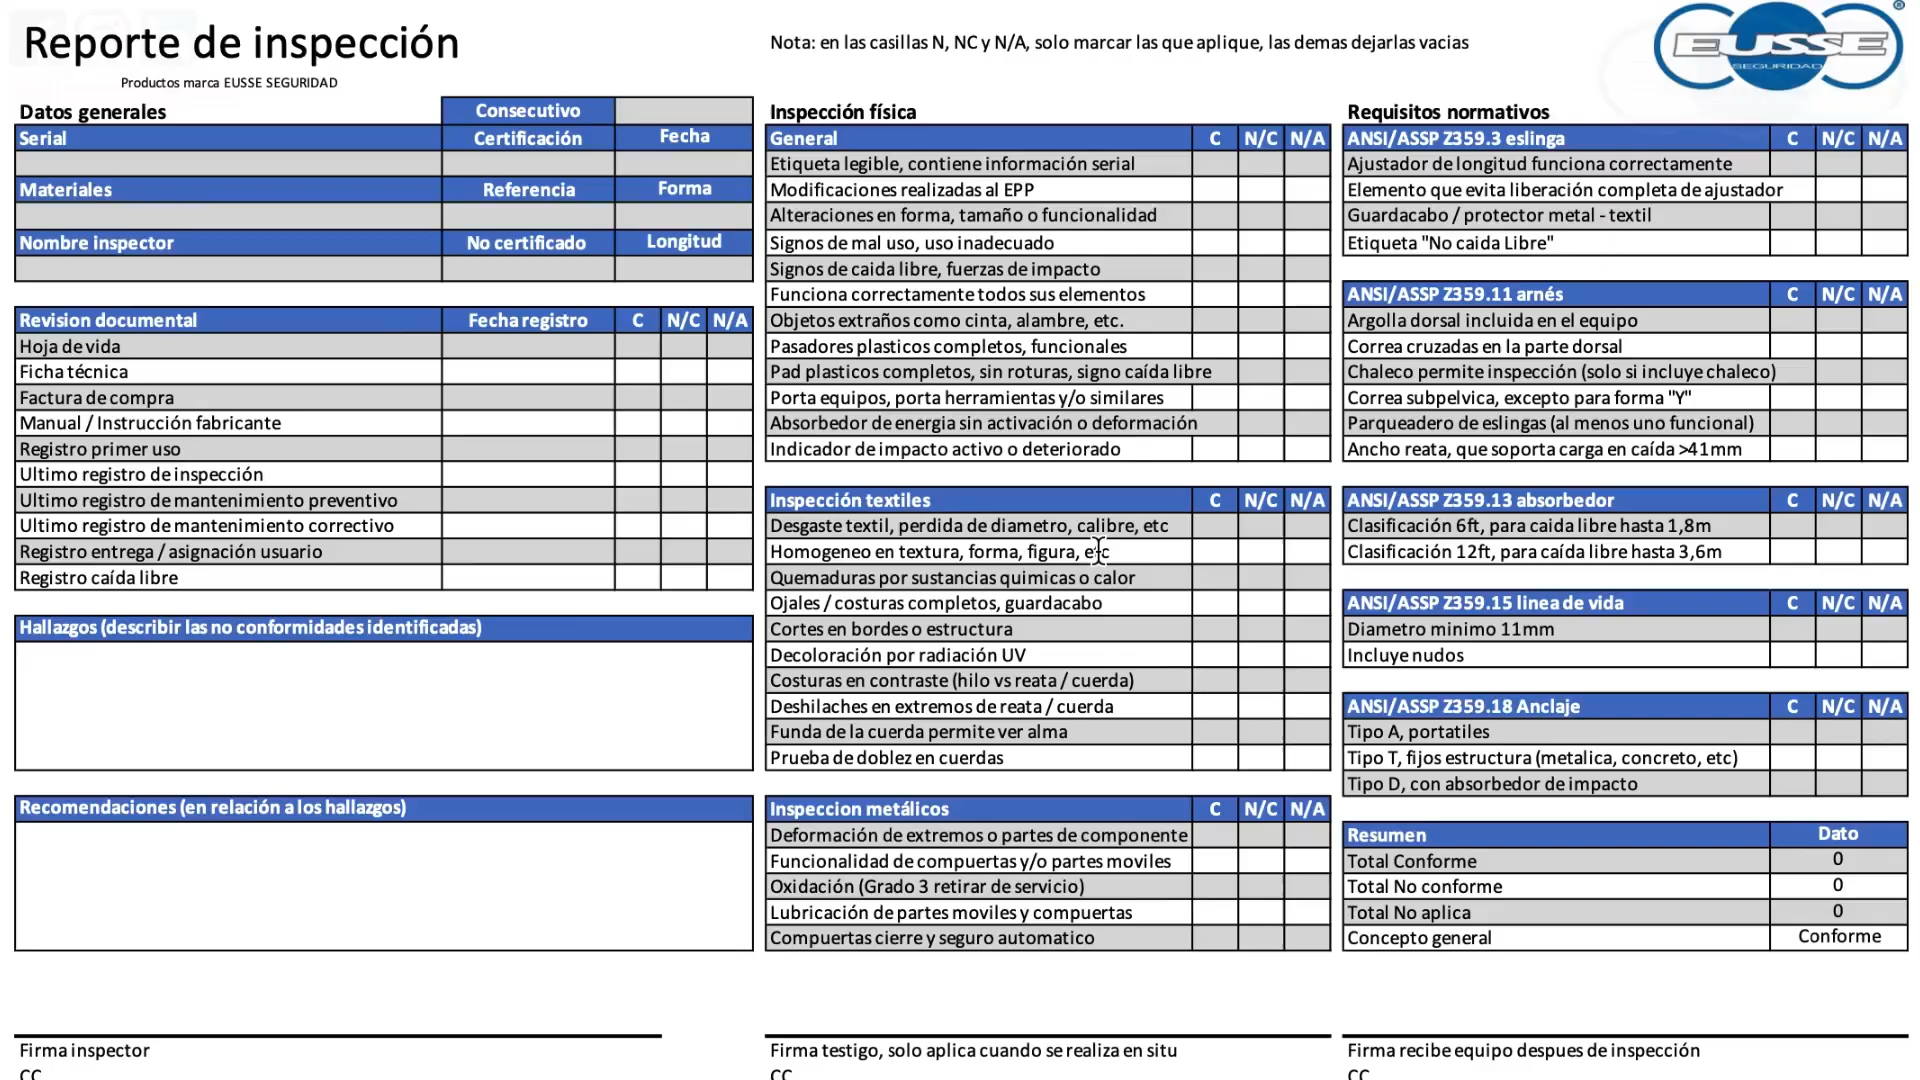 Reporte de inspección
Productos marca EUSSE SEGURIDAD
Nota: en las casillas N, NC y N/A, solo marcar las que aplique, las demas dejarlas vacias
EUSSE
SEGURIDAD
®
Datos generales
Consecutivo
Serial Certificación Fecha
Materiales Referencia Forma
Nombre inspector No certificado Longitud
Revision documental Fecha registro C N/C N/A
Hoja de vida
Ficha técnica
Factura de compra
Manual / Instrucción fabricante
Registro primer uso
Ultimo registro de inspección
Ultimo registro de mantenimiento preventivo
Ultimo registro de mantenimiento correctivo
Registro entrega / asignación usuario
Registro caída libre
Hallazgos (describir las no conformidades identificadas)
Recomendaciones (en relación a los hallazgos)
Inspección física
General C N/C N/A
Etiqueta legible, contiene información serial
Modificaciones realizadas al EPP
Alteraciones en forma, tamaño o funcionalidad
Signos de mal uso, uso inadecuado
Signos de caida libre, fuerzas de impacto
Funciona correctamente todos sus elementos
Objetos extraños como cinta, alambre, etc.
Pasadores plasticos completos, funcionales
Pad plasticos completos, sin roturas, signo caída libre
Porta equipos, porta herramientas y/o similares
Absorbedor de energia sin activación o deformación
Indicador de impacto activo o deteriorado
Inspección textiles C N/C N/A
Desgaste textil, perdida de diametro, calibre, etc
Homogeneo en textura, forma, figura, etc
Quemaduras por sustancias quimicas o calor
Ojales / costuras completos, guardacabo
Cortes en bordes o estructura
Decoloración por radiación UV
Costuras en contraste (hilo vs reata / cuerda)
Deshilaches en extremos de reata / cuerda
Funda de la cuerda permite ver alma
Prueba de doblez en cuerdas
Inspeccion metálicos C N/C N/A
Deformación de extremos o partes de componente
Funcionalidad de compuertas y/o partes moviles
Oxidación (Grado 3 retirar de servicio)
Lubricación de partes moviles y compuertas
Compuertas cierre y seguro automatico
Requisitos normativos
ANSI/ASSP Z359.3 eslinga C N/C N/A
Ajustador de longitud funciona correctamente
Elemento que evita liberación completa de ajustador
Guardacabo / protector metal - textil
Etiqueta "No caida Libre"
ANSI/ASSP Z359.11 arnés C N/C N/A
Argolla dorsal incluida en el equipo
Correa cruzadas en la parte dorsal
Chaleco permite inspección (solo si incluye chaleco)
Correa subpelvica, excepto para forma "Y"
Parqueadero de eslingas (al menos uno funcional)
Ancho reata, que soporta carga en caída >41mm
ANSI/ASSP Z359.13 absorbedor C N/C N/A
Clasificación 6ft, para caida libre hasta 1,8m
Clasificación 12ft, para caída libre hasta 3,6m
ANSI/ASSP Z359.15 linea de vida C N/C N/A
Diametro minimo 11mm
Incluye nudos
ANSI/ASSP Z359.18 Anclaje C N/C N/A
Tipo A, portatiles
Tipo T, fijos estructura (metalica, concreto, etc)
Tipo D, con absorbedor de impacto
Resumen Dato
Total Conforme 0
Total No conforme 0
Total No aplica 0
Concepto general Conforme
Firma inspector
CC
Firma testigo, solo aplica cuando se realiza en situ
CC
Firma recibe equipo despues de inspección
CC